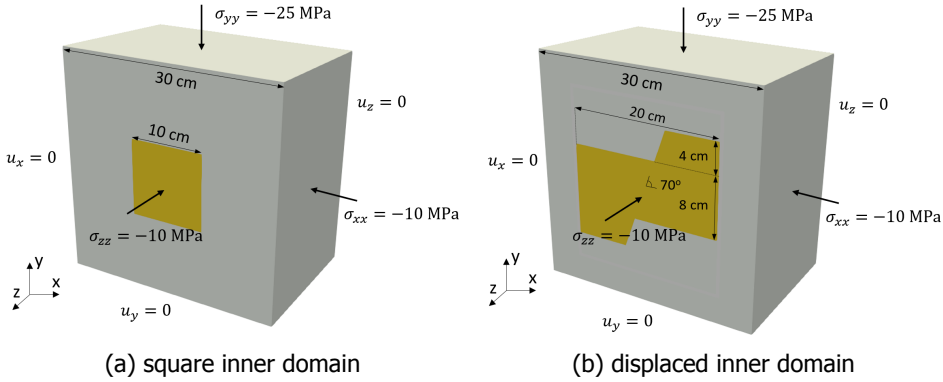 σyy = −25 MPa
30 cm
uz = 0
10 cm
ux = 0
σxx = −10 MPa
σzz = −10 MPa
y
x
z
uy = 0
(a) square inner domain
σyy = −25 MPa
30 cm
uz = 0
20 cm
ux = 0
4 cm
70o
8 cm
σxx = −10 MPa
σzz = −10 MPa
y
x
z
uy = 0
(b) displaced inner domain